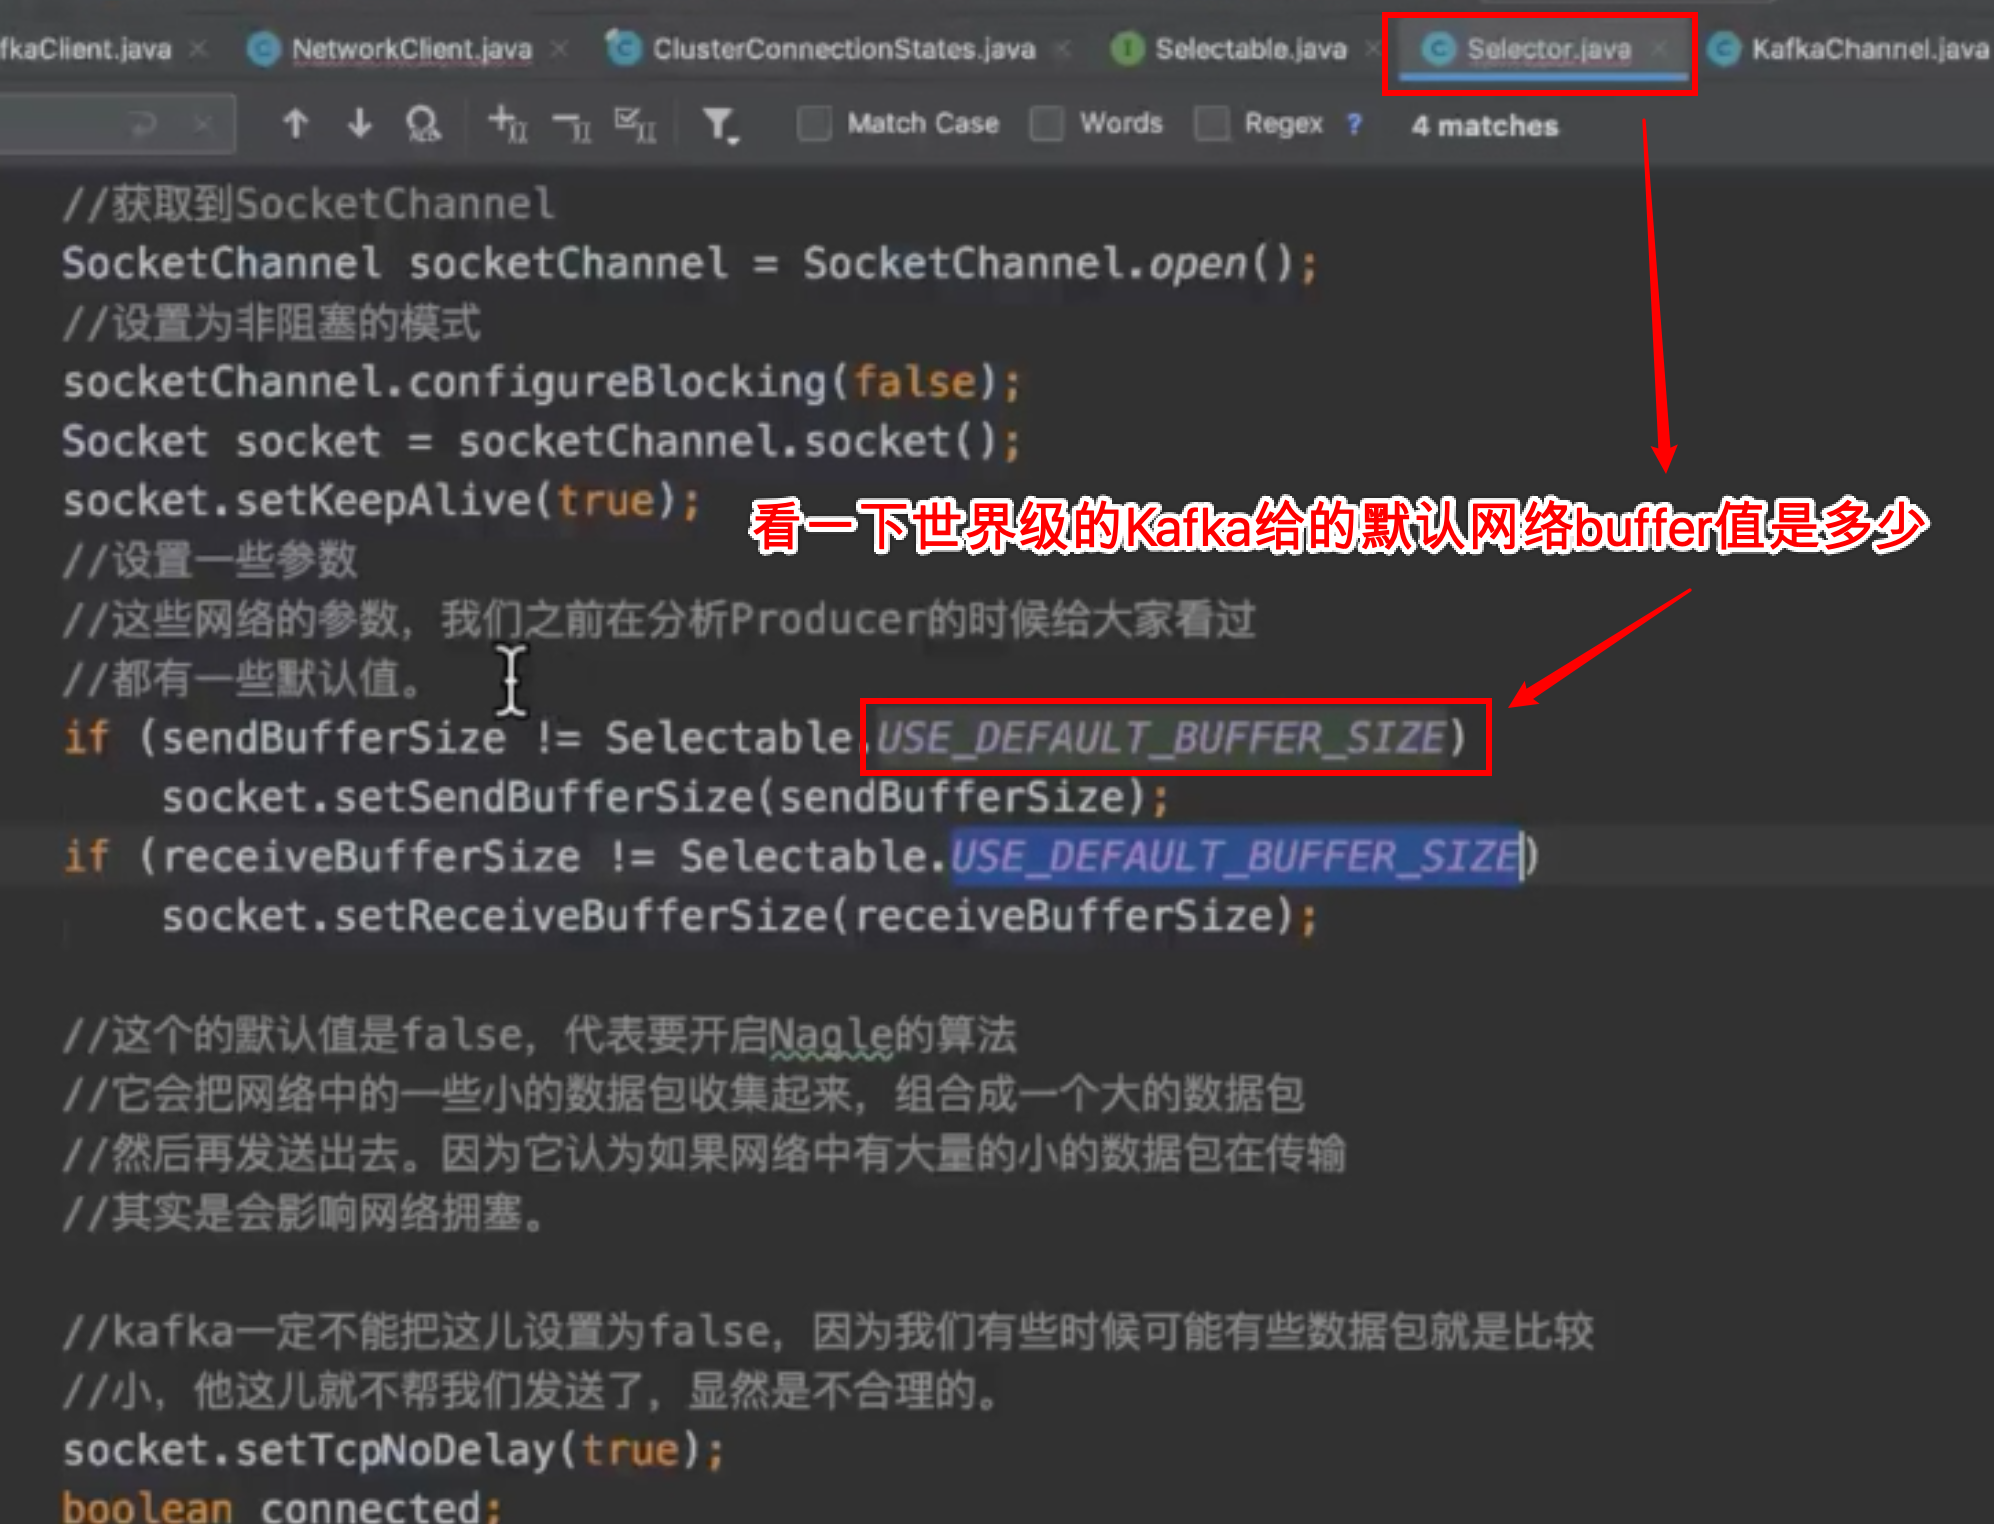 fkaClient.java
NetworkClient.java
ClusterConnectionStates.java
Selectable.java
Selector.java
KafkaChannel.java
Match Case
Words
Regex ?
4 matches
//获取到SocketChannel
SocketChannel socketChannel = SocketChannel.open();
//设置为非阻塞的模式
socketChannel.configureBlocking(false);
Socket socket = socketChannel.socket();
socket.setKeepAlive(true);
看一下世界级的Kafka给的默认网络buffer值是多少
//设置一些参数
//这些网络的参数，我们之前在分析Producer的时候给大家看过
//都有一些默认值。
if (sendBufferSize != Selectable.USE_DEFAULT_BUFFER_SIZE)
socket.setSendBufferSize(sendBufferSize);
if (receiveBufferSize != Selectable.USE_DEFAULT_BUFFER_SIZE)
socket.setReceiveBufferSize(receiveBufferSize);
//这个的默认值是false，代表要开启Nagle的算法
//它会把网络中的一些小的数据包收集起来，组合成一个大的数据包
//然后再发送出去。因为它认为如果网络中有大量的小的数据包在传输
//其实是会影响网络拥塞。
//kafka一定不能把这儿设置为false，因为我们有些时候可能有些数据包就是比较
//小，他这儿就不帮我们发送了，显然是不合理的。
socket.setTcpNoDelay(true);
boolean connected;